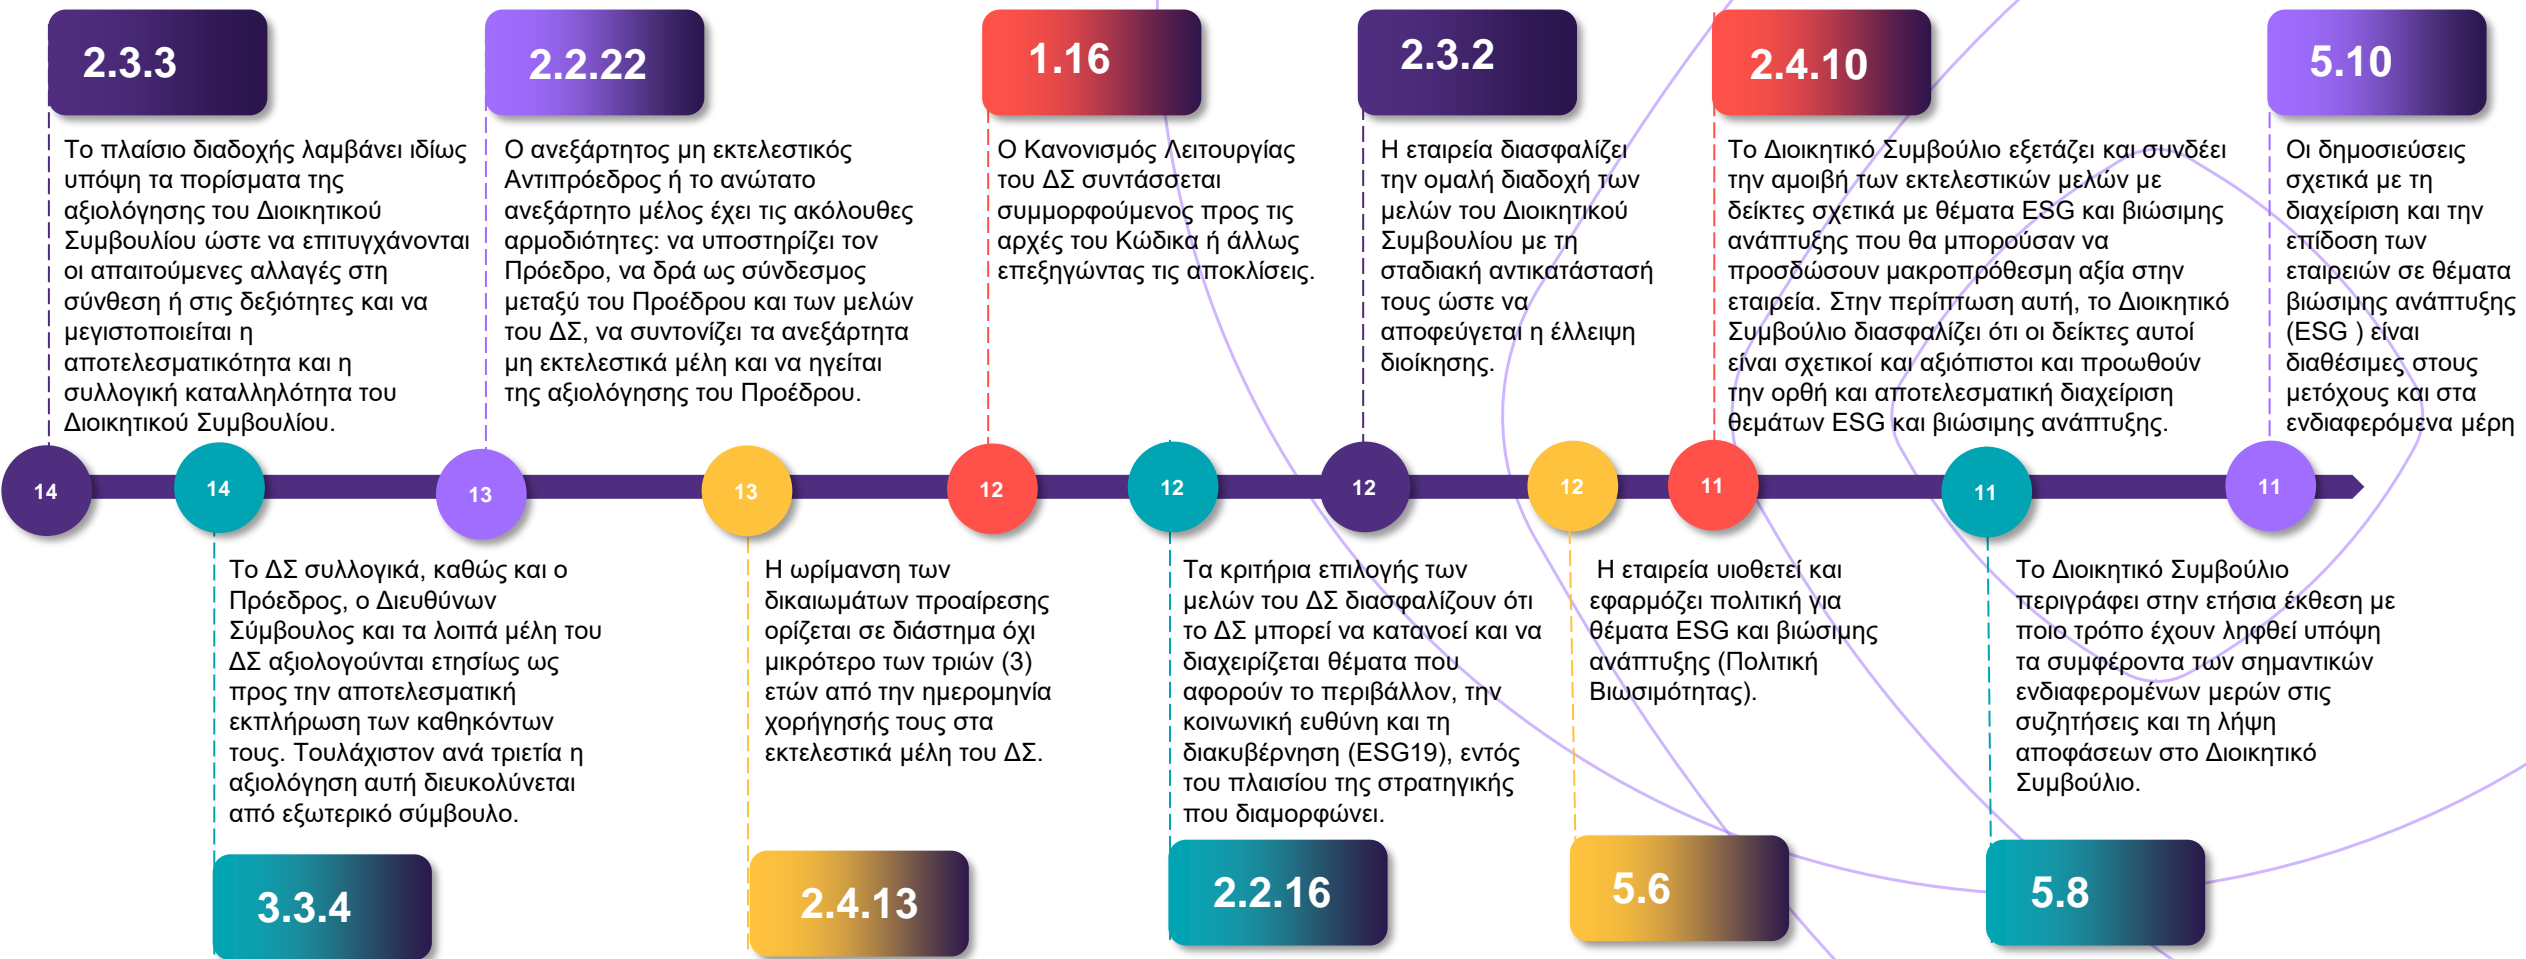 2.3.3
Το πλαίσιο διαδοχής λαμβάνει ιδίως
υπόψη τα πορίσματα της
αξιολόγησης του Διοικητικού
Συμβουλίου ώστε να επιτυγχάνονται
οι απαιτούμενες αλλαγές στη
σύνθεση ή στις δεξιότητες και να
μεγιστοποιείται η
αποτελεσματικότητα και η
συλλογική καταλληλότητα του
Διοικητικού Συμβουλίου.
2.2.22
Ο ανεξάρτητος μη εκτελεστικός
Αντιπρόεδρος ή το ανώτατο
ανεξάρτητο μέλος έχει τις ακόλουθες
αρμοδιότητες: να υποστηρίζει τον
Πρόεδρο, να δρά ως σύνδεσμος
μεταξύ του Προέδρου και των μελών
του ΔΣ, να συντονίζει τα ανεξάρτητα
μη εκτελεστικά μέλη και να ηγείται
της αξιολόγησης του Προέδρου.
1.16
Ο Κανονισμός Λειτουργίας
του ΔΣ συντάσσεται
συμμορφούμενος προς τις
αρχές του Κώδικα ή άλλως
επεξηγώντας τις αποκλίσεις.
2.3.2
Η εταιρεία διασφαλίζει
την ομαλή διαδοχή των
μελών του Διοικητικού
Συμβουλίου με τη
σταδιακή αντικατάστασή
τους ώστε να
αποφεύγεται η έλλειψη
διοίκησης.
2.4.10
Το Διοικητικό Συμβούλιο εξετάζει και συνδέει
την αμοιβή των εκτελεστικών μελών με
δείκτες σχετικά με θέματα ESG και βιώσιμης
ανάπτυξης που θα μπορούσαν να
προσδώσουν μακροπρόθεσμη αξία στην
εταιρεία. Στην περίπτωση αυτή, το Διοικητικό
Συμβούλιο διασφαλίζει ότι οι δείκτες αυτοί
είναι σχετικοί και αξιόπιστοι και προωθούν
την ορθή και αποτελεσματική διαχείριση
θεμάτων ESG και βιώσιμης ανάπτυξης.
5.10
Οι δημοσιεύσεις
σχετικά με τη
διαχείριση και την
επίδοση των
εταιρειών σε θέματα
βιώσιμης ανάπτυξης
(ESG ) είναι
διαθέσιμες στους
μετόχους και στα
ενδιαφερόμενα μέρη
14 14 13 13 12 12 12 12 11 11 11
Το ΔΣ συλλογικά, καθώς και ο
Πρόεδρος, ο Διευθύνων
Σύμβουλος και τα λοιπά μέλη του
ΔΣ αξιολογούνται ετησίως ως
προς την αποτελεσματική
εκπλήρωση των καθηκόντων
τους. Τουλάχιστον ανά τριετία η
αξιολόγηση αυτή διευκολύνεται
από εξωτερικό σύμβουλο.
3.3.4
Η ωρίμανση των
δικαιωμάτων προαίρεσης
ορίζεται σε διάστημα όχι
μικρότερο των τριών (3)
ετών από την ημερομηνία
χορήγησής τους στα
εκτελεστικά μέλη του ΔΣ.
2.4.13
Τα κριτήρια επιλογής των
μελών του ΔΣ διασφαλίζουν ότι
το ΔΣ μπορεί να κατανοεί και να
διαχειρίζεται θέματα που
αφορούν το περιβάλλον, την
κοινωνική ευθύνη και τη
διακυβέρνηση (ESG19), εντός
του πλαισίου της στρατηγικής
που διαμορφώνει.
2.2.16
Η εταιρεία υιοθετεί και
εφαρμόζει πολιτική για
θέματα ESG και βιώσιμης
ανάπτυξης (Πολιτική
Βιωσιμότητας).
5.6
Το Διοικητικό Συμβούλιο
περιγράφει στην ετήσια έκθεση με
ποιο τρόπο έχουν ληφθεί υπόψη
τα συμφέροντα των σημαντικών
ενδιαφερομένων μερών στις
συζητήσεις και τη λήψη
αποφάσεων στο Διοικητικό
Συμβούλιο.
5.8